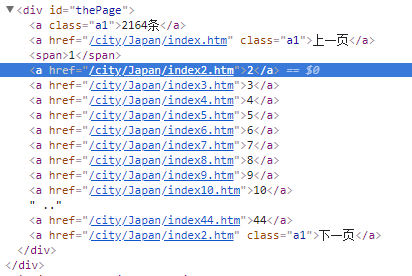 <div id="thePage">
<a class="a1">2164条</a>
<a href="/city/Japan/index.htm" class="a1">上一页</a>
<span>1</span>
<a href="/city/Japan/index2.htm">2</a> == $0
<a href="/city/Japan/index3.htm">3</a>
<a href="/city/Japan/index4.htm">4</a>
<a href="/city/Japan/index5.htm">5</a>
<a href="/city/Japan/index6.htm">6</a>
<a href="/city/Japan/index7.htm">7</a>
<a href="/city/Japan/index8.htm">8</a>
<a href="/city/Japan/index9.htm">9</a>
<a href="/city/Japan/index10.htm">10</a>
" .."
<a href="/city/Japan/index44.htm">44</a>
<a href="/city/Japan/index2.htm" class="a1">下一页</a>
</div>
</div>